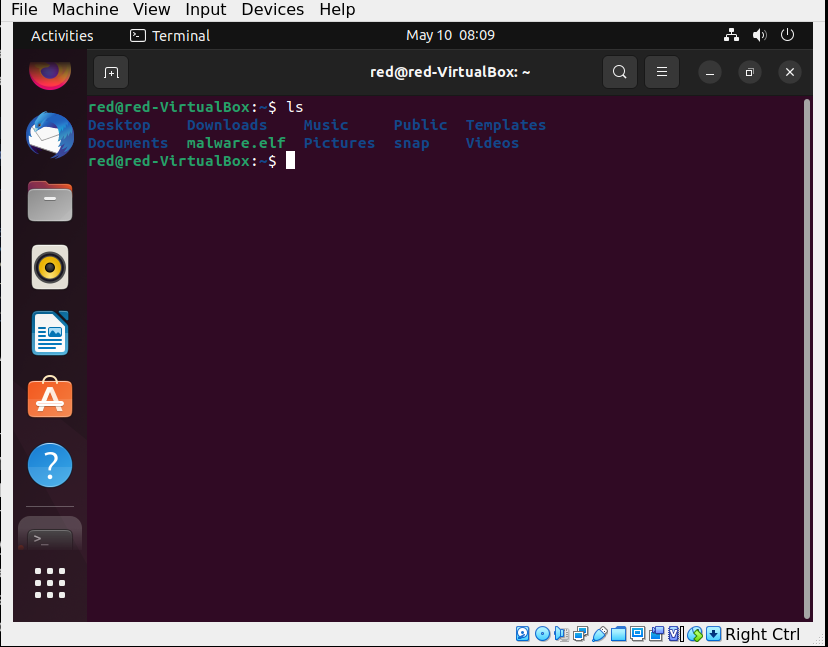 File Machine View Input Devices Help
Activities Terminal May 10 08:09
red@red-VirtualBox: ~
red@red-VirtualBox:~$ ls
Desktop Downloads Music Public Templates
Documents malware.elf Pictures snap Videos
red@red-VirtualBox:~$
Right Ctrl